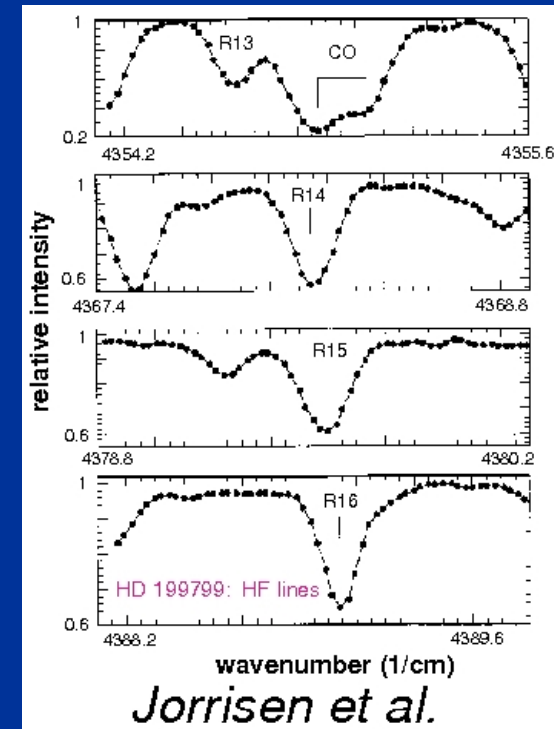 1
R13
CO
0.2
4354.2
4355.6
1
R14
0.6
4367.4
4368.8
relative intensity
1
R15
0.6
4378.8
4380.2
1
R16
HD 199799: HF lines
0.6
4388.2
4389.6
wavenumber (1/cm)
Jorrisen et al.